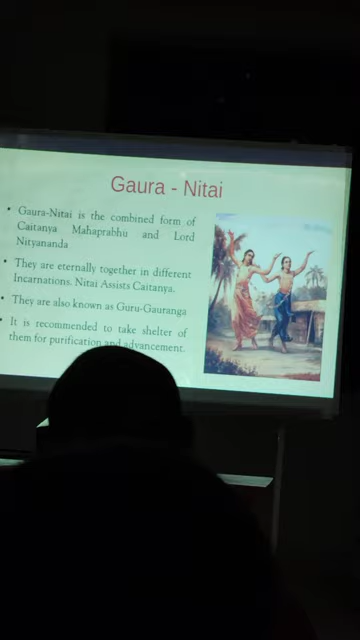 Gaura - Nitai
• Gaura-Nitai is the combined form of
Caitanya Mahaprabhu and Lord
Nityananda
• They are eternally together in different
Incarnations. Nitai Assists Caitanya.
• They are also known as Guru-Gauranga
• It is recommended to take shelter of
them for purification and advancement.